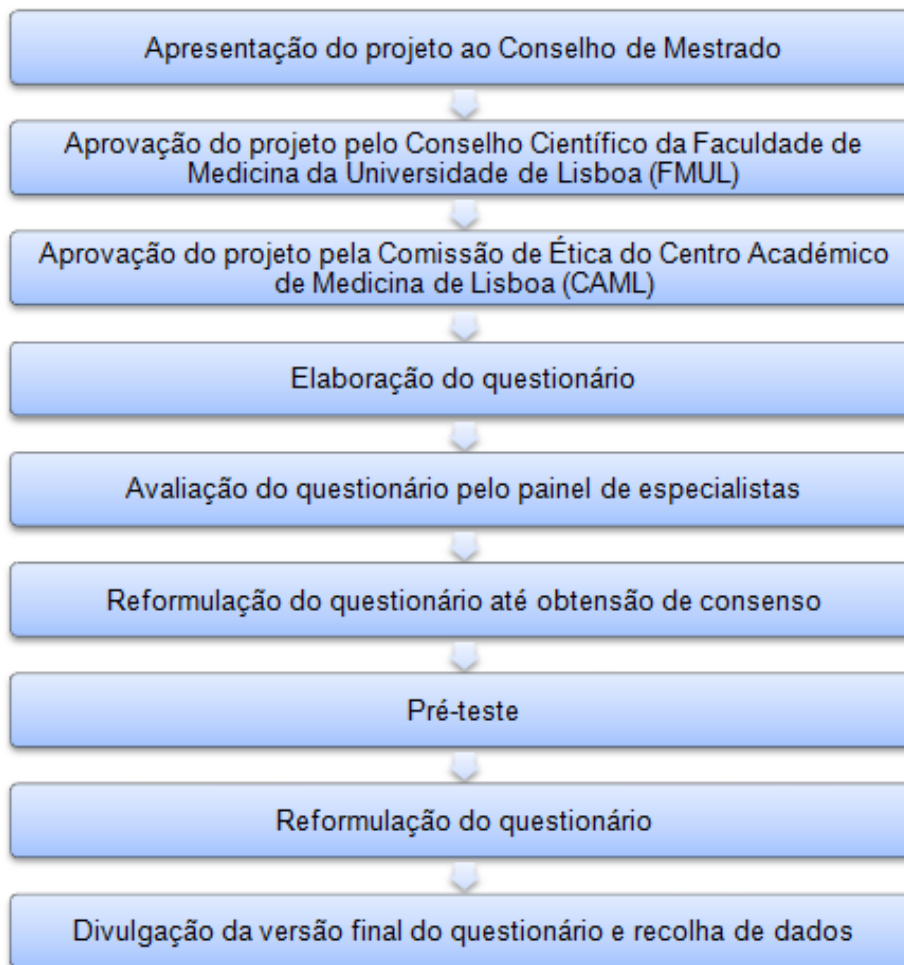 Apresentação do projeto ao Conselho de Mestrado
Aprovação do projeto pelo Conselho Científico da Faculdade de
Medicina da Universidade de Lisboa (FMUL)
Aprovação do projeto pela Comissão de Ética do Centro Académico
de Medicina de Lisboa (CAML)
Elaboração do questionário
Avaliação do questionário pelo painel de especialistas
Reformulação do questionário até obtensão de consenso
Pré-teste
Reformulação do questionário
Divulgação da versão final do questionário e recolha de dados